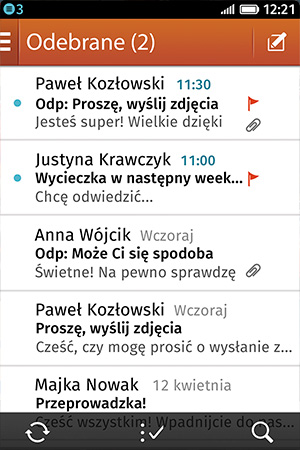 3 12:21
Odebrane (2)
Paweł Kozłowski 11:30
Odp: Proszę, wyślij zdjęcia
Jesteś super! Wielkie dzięki
Justyna Krawczyk 11:00
Wycieczka w następny week...
Chcę odwiedzić...
Anna Wójcik Wczoraj
Odp: Może Ci się spodoba
Świetne! Na pewno sprawdzę
Paweł Kozłowski Wczoraj
Proszę, wyślij zdjęcia
Cześć, czy mogę prosić o wysłanie z...
Majka Nowak 12 kwietnia
Przeprowadzka!
Cześć wszystkim! Wpadnijcie do nas...